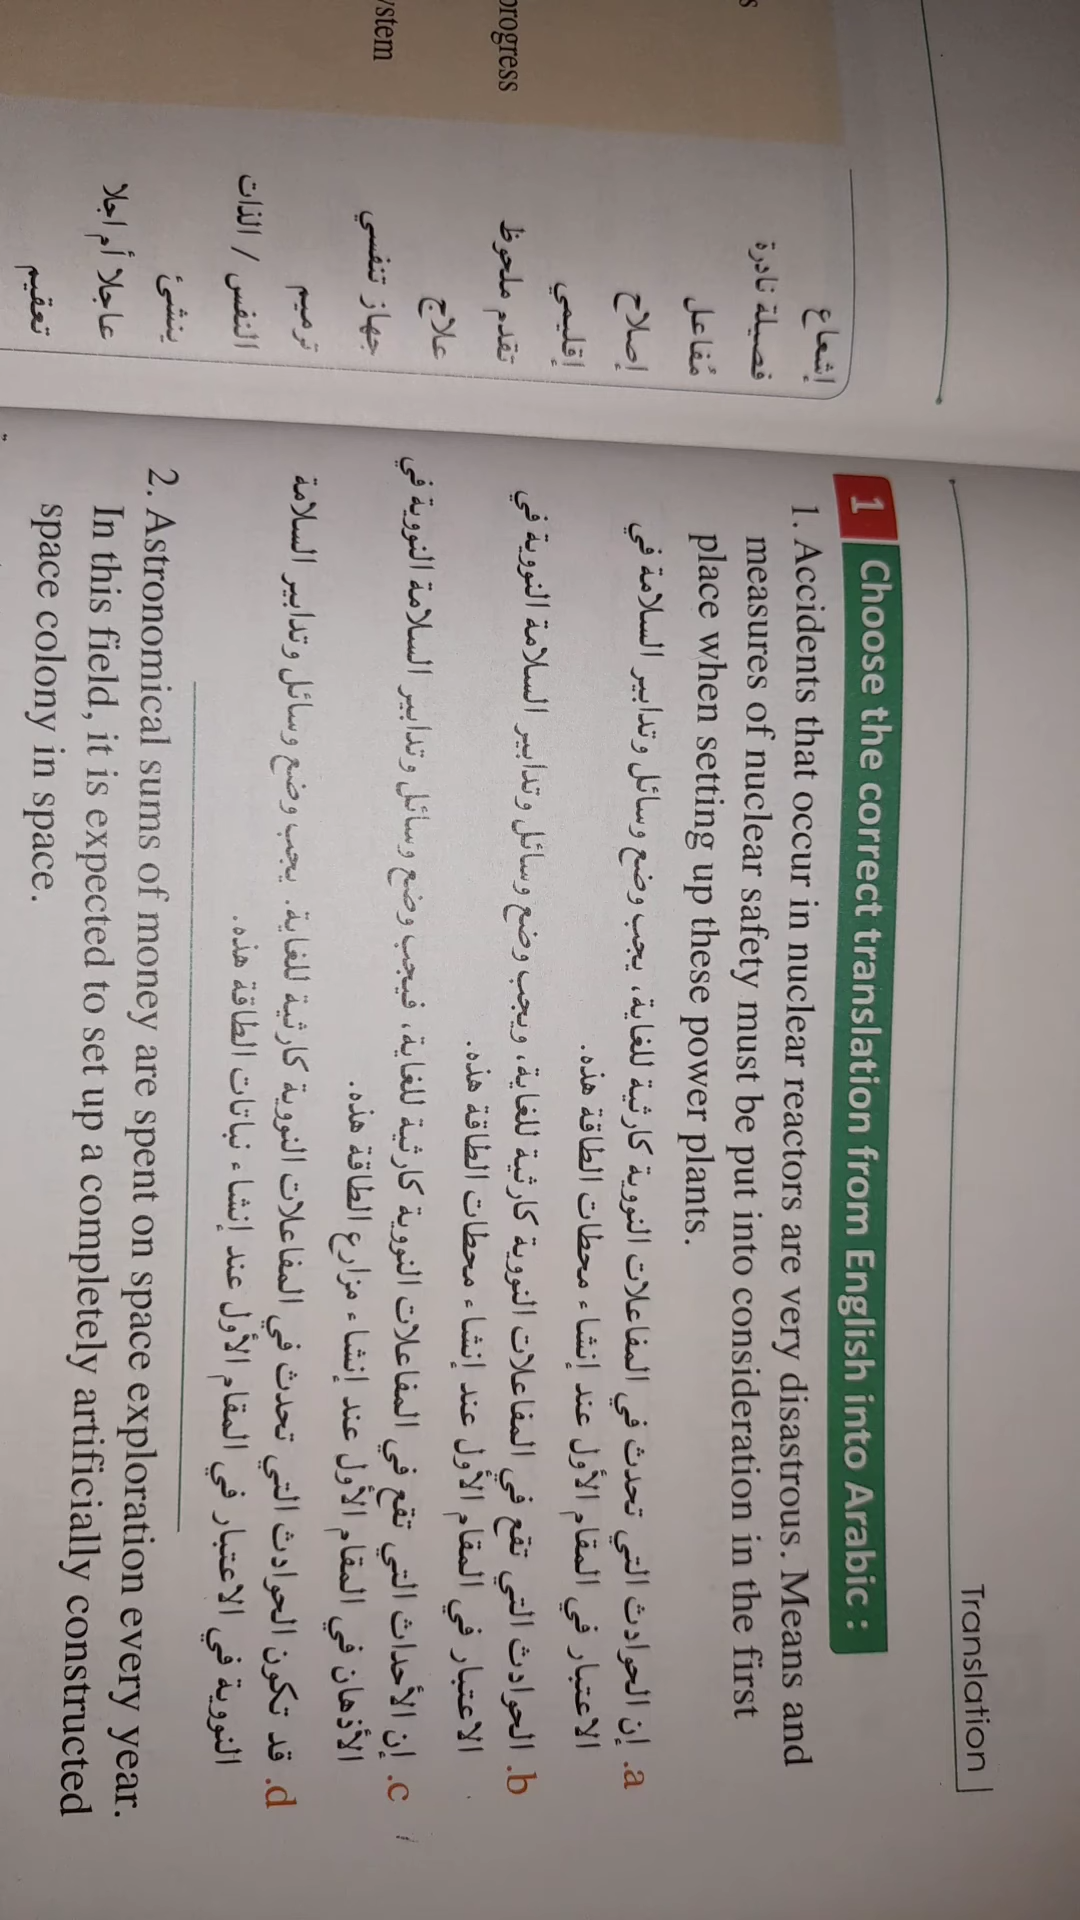 s
progress
ystem
إشعاع
فصيلة نادرة
مُفاعل
إصلاح
إقليمي
تقدم ملحوظ
علاج
جهاز تنفسي
ترميم
النفس / الذات
ينشئ
عاجلا أم اجلا
تعقيم
Translation
1 Choose the correct translation from English into Arabic :
1. Accidents that occur in nuclear reactors are very disastrous. Means and
measures of nuclear safety must be put into consideration in the first
place when setting up these power plants.
a. إن الحوادث التي تحدث في المفاعلات النووية كارثية للغاية، يجب وضع وسائل وتدابير السلامة في
الاعتبار في المقام الأول عند إنشاء محطات الطاقة هذه.
b. الحوادث التي تقع في المفاعلات النووية كارثية للغاية، ويجب وضع وسائل وتدابير السلامة النووية في
الاعتبار في المقام الأول عند إنشاء محطات الطاقة هذه.
c. إن الأحداث التي تقع في المفاعلات النووية كارثية للغاية، فيجب وضع وسائل وتدابير السلامة النووية في
الأذهان في المقام الأول عند إنشاء مزارع الطاقة هذه.
d. قد تكون الحوادث التي تحدث في المفاعلات النووية كارثية للغاية. يجب وضع وسائل وتدابير السلامة
النووية في الاعتبار في المقام الأول عند إنشاء نباتات الطاقة هذه.
2. Astronomical sums of money are spent on space exploration every year.
In this field, it is expected to set up a completely artificially constructed
space colony in space.